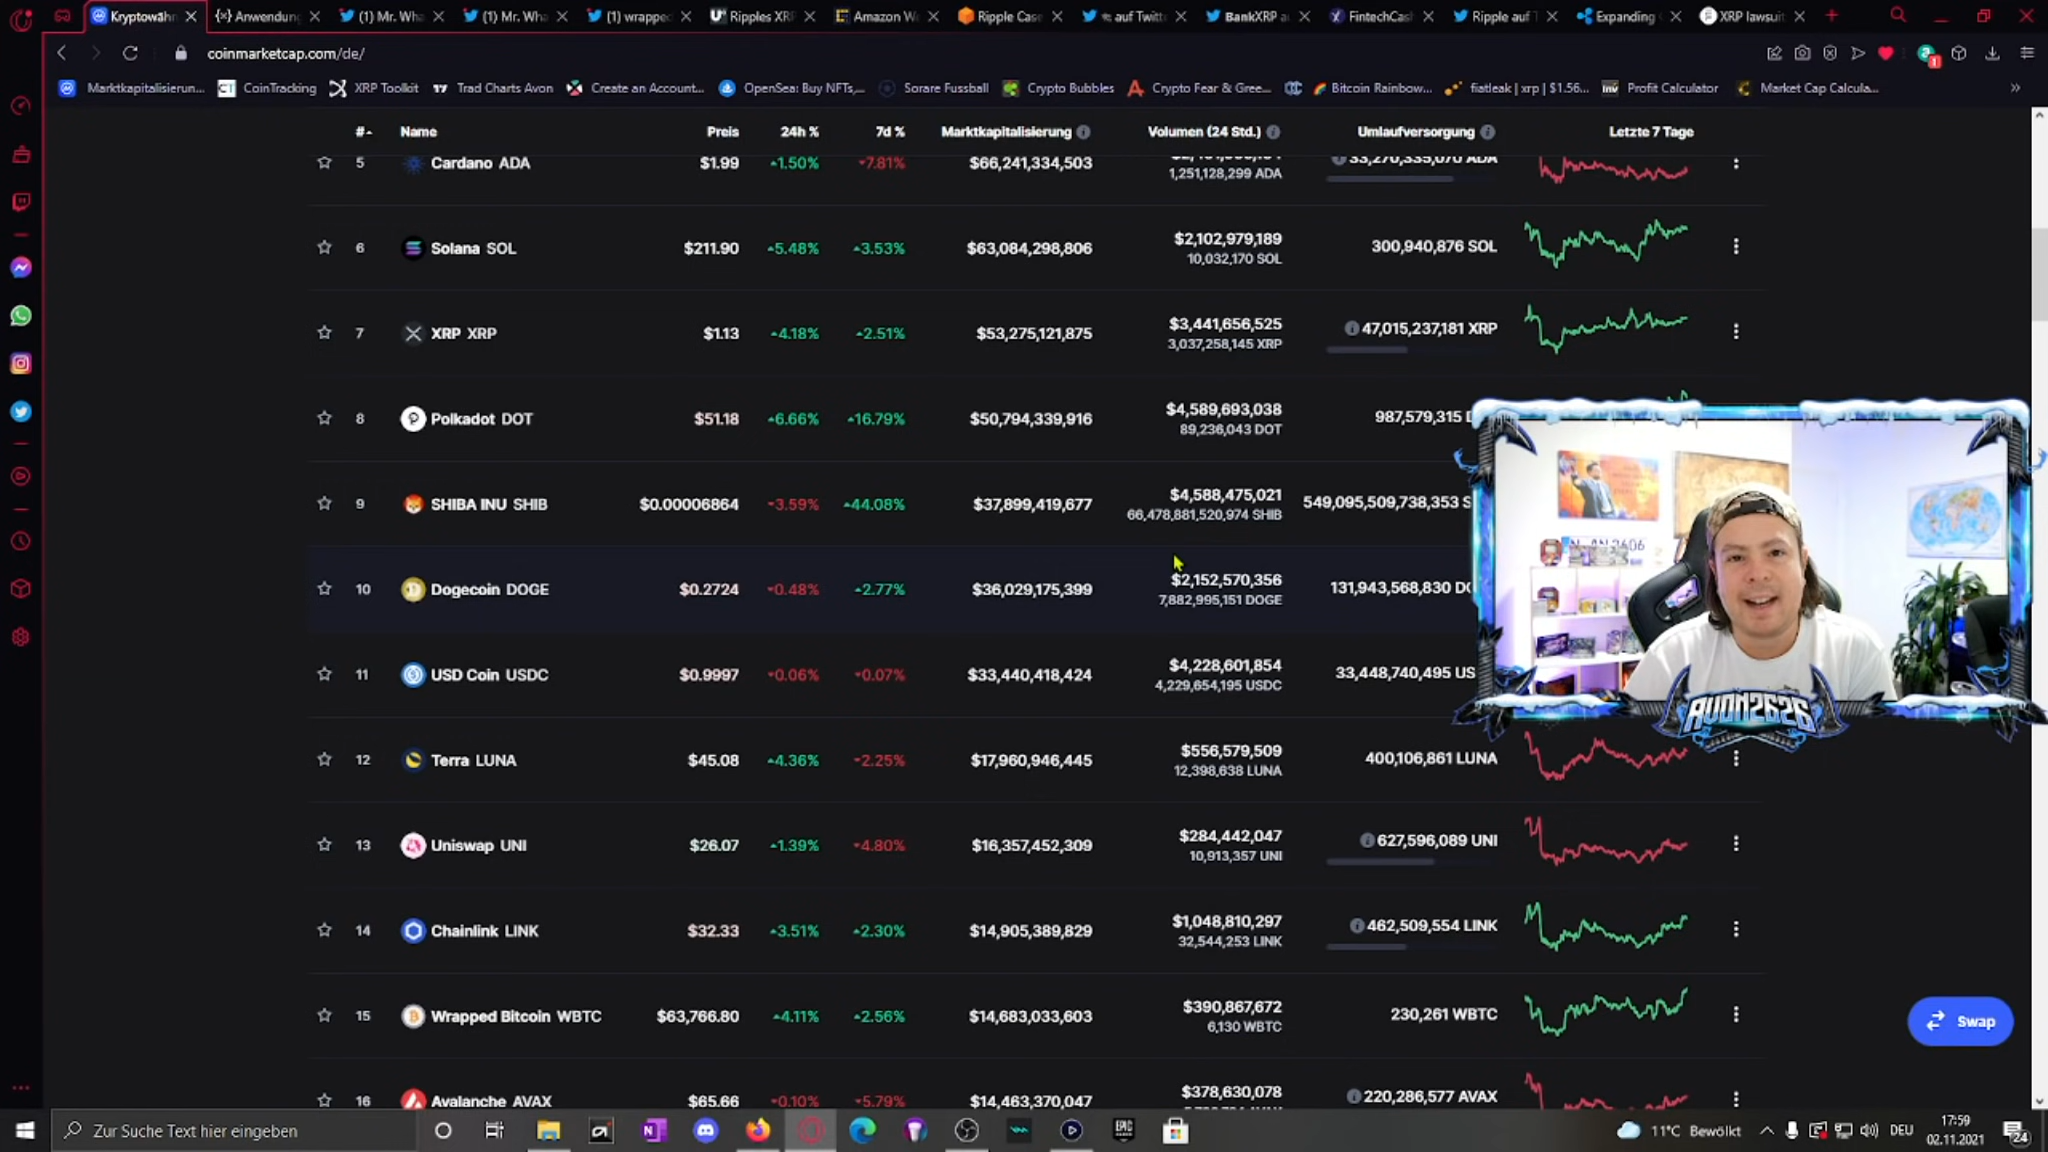 Kryptowähr
{x} Anwendun
(1) Mr. Wha
(1) Mr. Wha
(1) wrapped
Ripples XRP
Amazon We
Ripple Case
auf Twitt
BankXRP a
FintechCas
Ripple auf T
Expanding
XRP lawsuit
coinmarketcap.com/de/
Marktkapitalisierun...
CoinTracking
XRP Toolkit
Trad Charts Avon
Create an Account...
OpenSea: Buy NFTs,...
Sorare Fussball
Crypto Bubbles
Crypto Fear & Gree...
Bitcoin Rainbow...
fiatleak | xrp | $1.56...
Profit Calculator
Market Cap Calcula...
# Name Preis 24h % 7d % Marktkapitalisierung Volumen (24 Std.) Umlaufversorgung Letzte 7 Tage
5 Cardano ADA $1.99 1.50% 7.81% $66,241,334,503 33,270,335,070 ADA
1,251,128,299 ADA
6 Solana SOL $211.90 5.48% 3.53% $63,084,298,806 $2,102,979,189 300,940,876 SOL
10,032,170 SOL
7 XRP XRP $1.13 4.18% 2.51% $53,275,121,875 $3,441,656,525 47,015,237,181 XRP
3,037,258,145 XRP
8 Polkadot DOT $51.18 6.66% 16.79% $50,794,339,916 $4,589,693,038 987,579,315
89,236,043 DOT
9 SHIBA INU SHIB $0.00006864 3.59% 44.08% $37,899,419,677 $4,588,475,021 549,095,509,738,353 S
66,478,881,520,974 SHIB
10 Dogecoin DOGE $0.2724 0.48% 2.77% $36,029,175,399 $2,152,570,356 131,943,568,830 DO
7,882,995,151 DOGE
11 USD Coin USDC $0.9997 0.06% 0.07% $33,440,418,424 $4,228,601,854 33,448,740,495 US
4,229,654,195 USDC
AVON2626
12 Terra LUNA $45.08 4.36% 2.25% $17,960,946,445 $556,579,509 400,106,861 LUNA
12,398,638 LUNA
13 Uniswap UNI $26.07 1.39% 4.80% $16,357,452,309 $284,442,047 627,596,089 UNI
10,913,357 UNI
14 Chainlink LINK $32.33 3.51% 2.30% $14,905,389,829 $1,048,810,297 462,509,554 LINK
32,544,253 LINK
15 Wrapped Bitcoin WBTC $63,766.80 4.11% 2.56% $14,683,033,603 $390,867,672 230,261 WBTC
6,130 WBTC
Swap
16 Avalanche AVAX $65.66 0.10% 5.79% $14,463,370,047 $378,630,078 220,286,577 AVAX
Zur Suche Text hier eingeben
11°C Bewölkt
DEU
17:59
02.11.2021
24